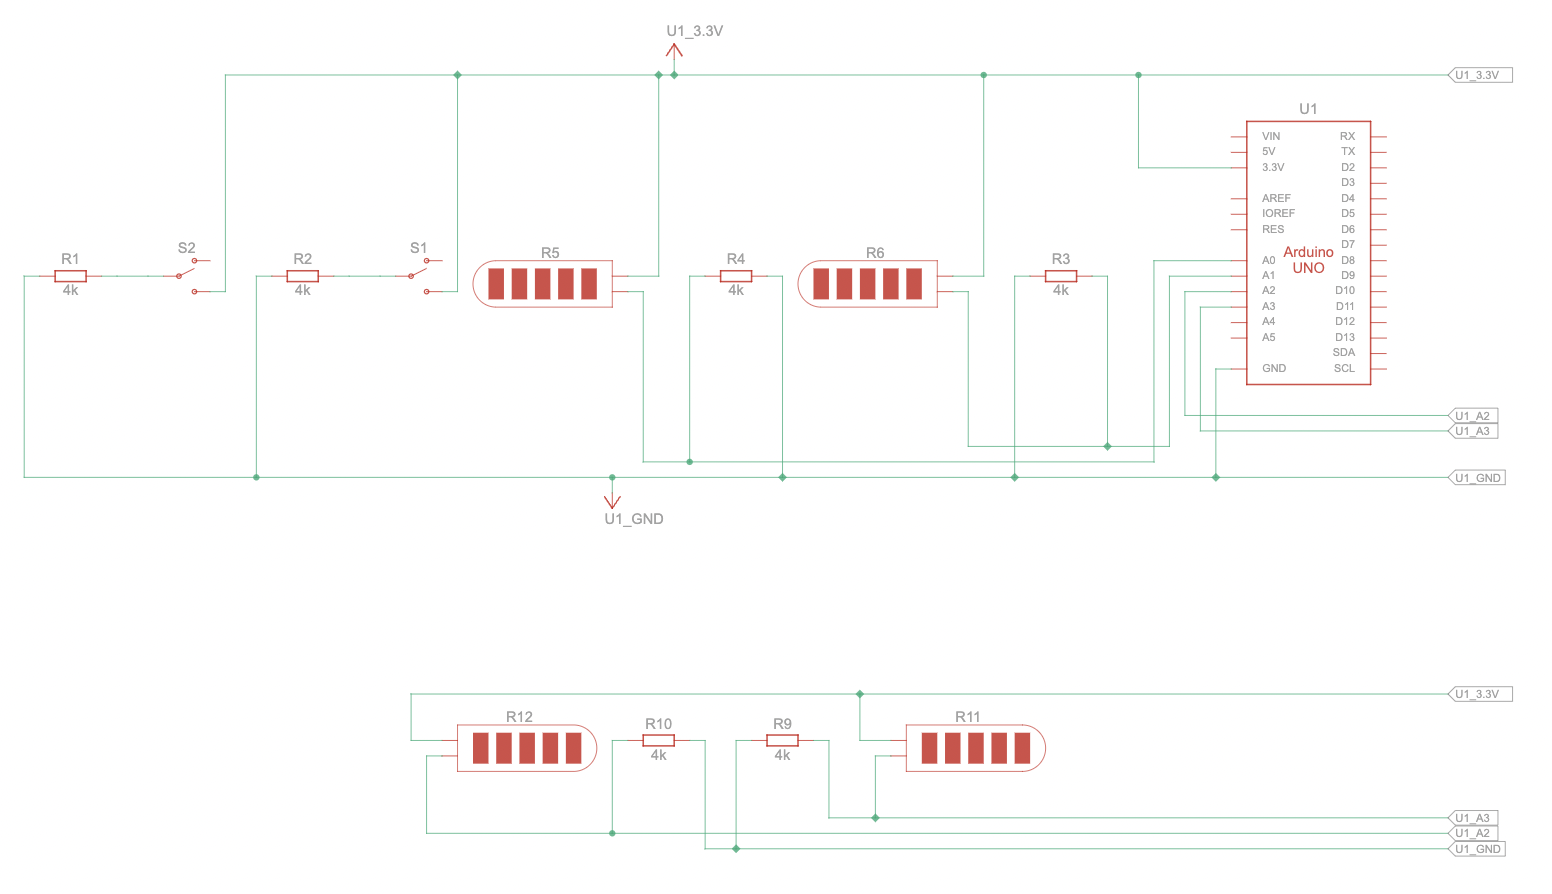 U1_3.3V
U1_3.3V
U1
VIN RX
5V TX
3.3V D2
D3
AREF D4
IOREF D5
RES D6
D7
A0 D8
A1 D9
A2 D10
A3 D11
A4 D12
A5 D13
SDA
GND SCL
Arduino
UNO
R1
4k
S2
R2
4k
S1
R5
R4
4k
R6
R3
4k
U1_A2
U1_A3
U1_GND
U1_GND
U1_3.3V
R12
R10
4k
R9
4k
R11
U1_A3
U1_A2
U1_GND